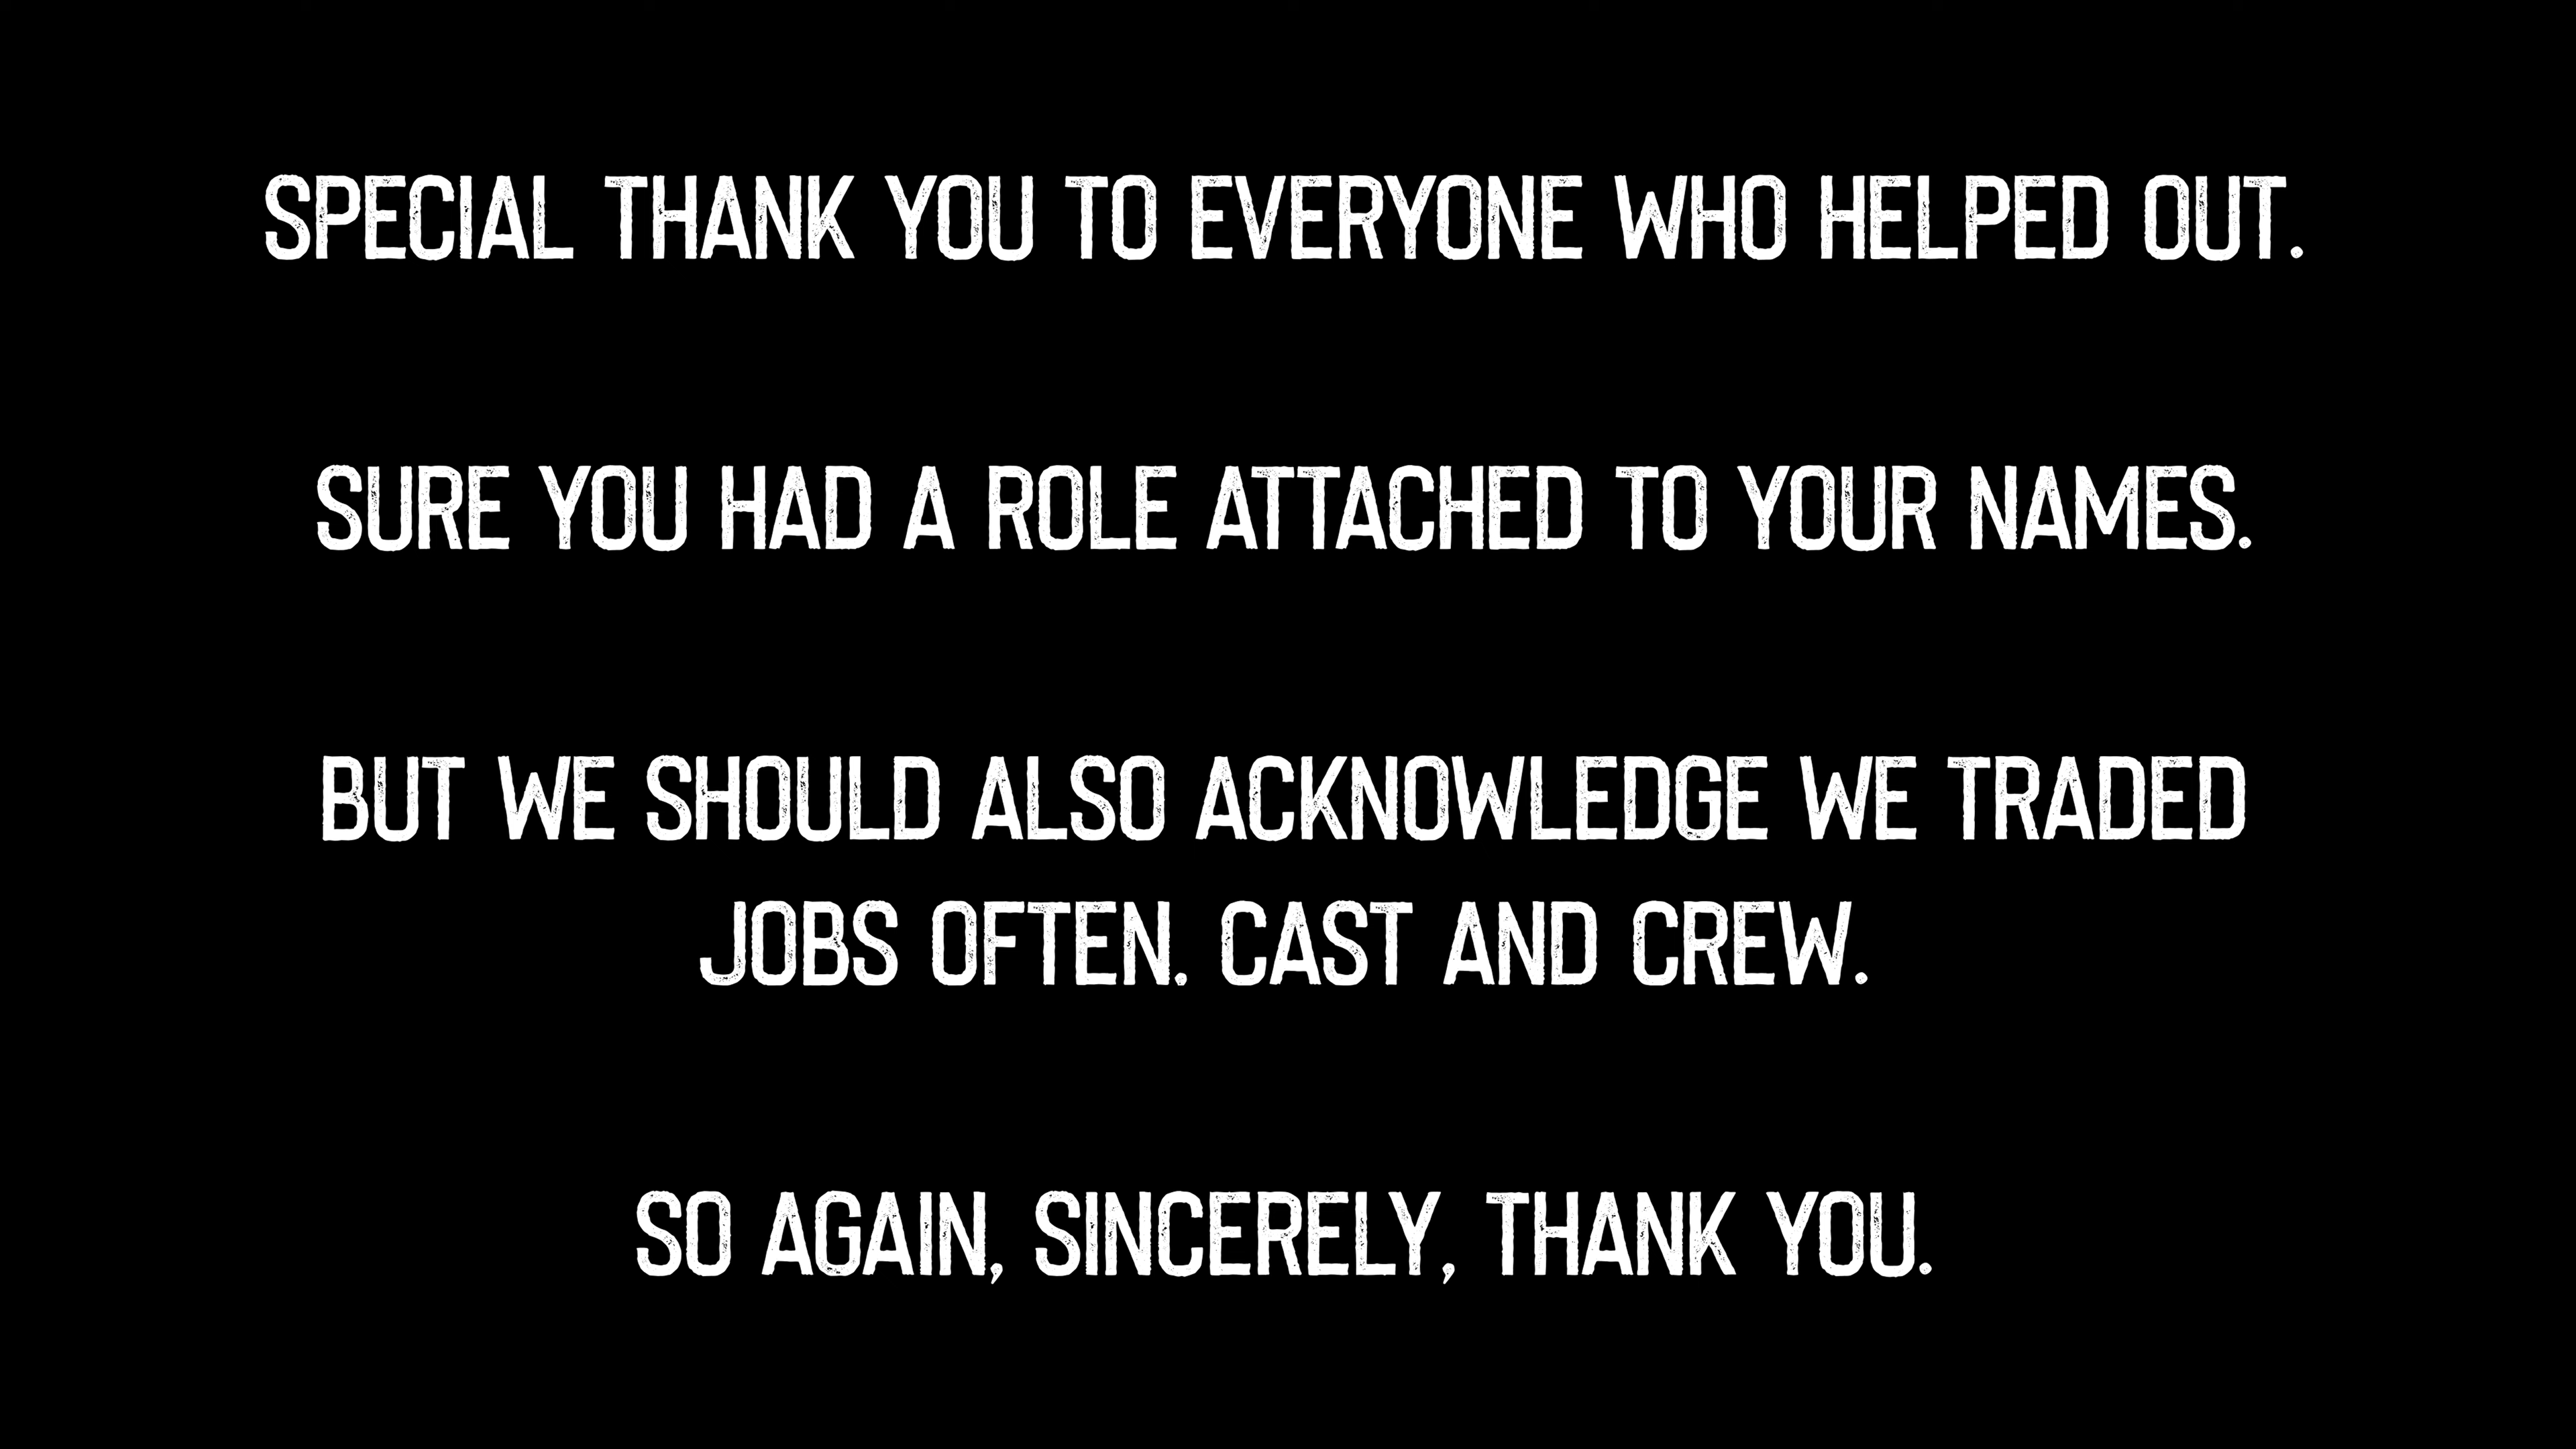 SPECIAL THANK YOU TO EVERYONE WHO HELPED OUT.
SURE YOU HAD A ROLE ATTACHED TO YOUR NAMES.
BUT WE SHOULD ALSO ACKNOWLEDGE WE TRADED
JOBS OFTEN. CAST AND CREW.
SO AGAIN, SINCERELY, THANK YOU.